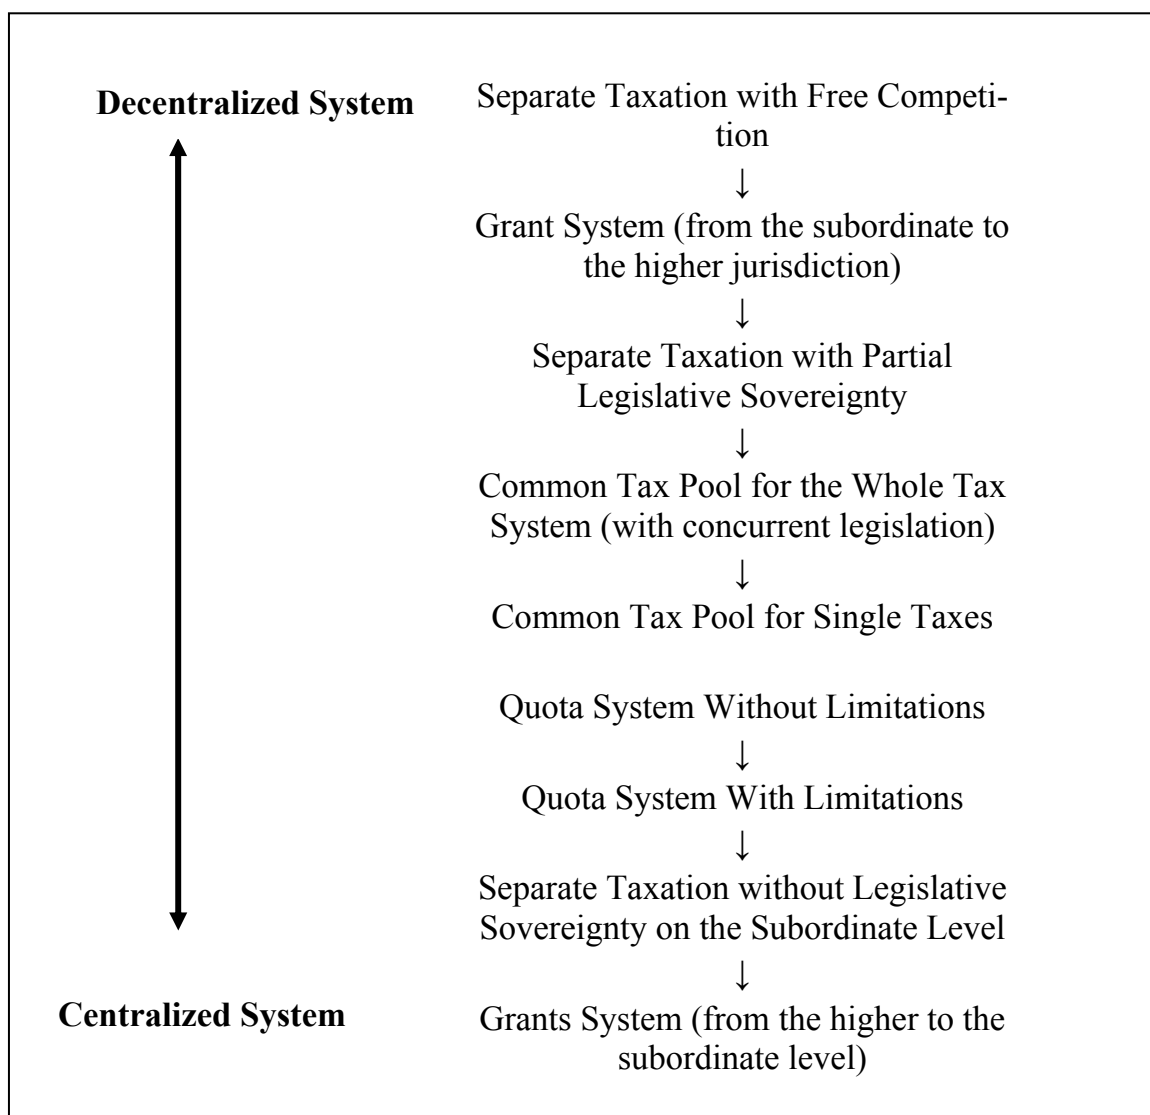 Decentralized System
Separate Taxation with Free Competi-
tion
↓
Grant System (from the subordinate to
the higher jurisdiction)
↓
Separate Taxation with Partial
Legislative Sovereignty
↓
Common Tax Pool for the Whole Tax
System (with concurrent legislation)
↓
Common Tax Pool for Single Taxes
Quota System Without Limitations
↓
Quota System With Limitations
↓
Separate Taxation without Legislative
Sovereignty on the Subordinate Level
↓
Centralized System
Grants System (from the higher to the
subordinate level)